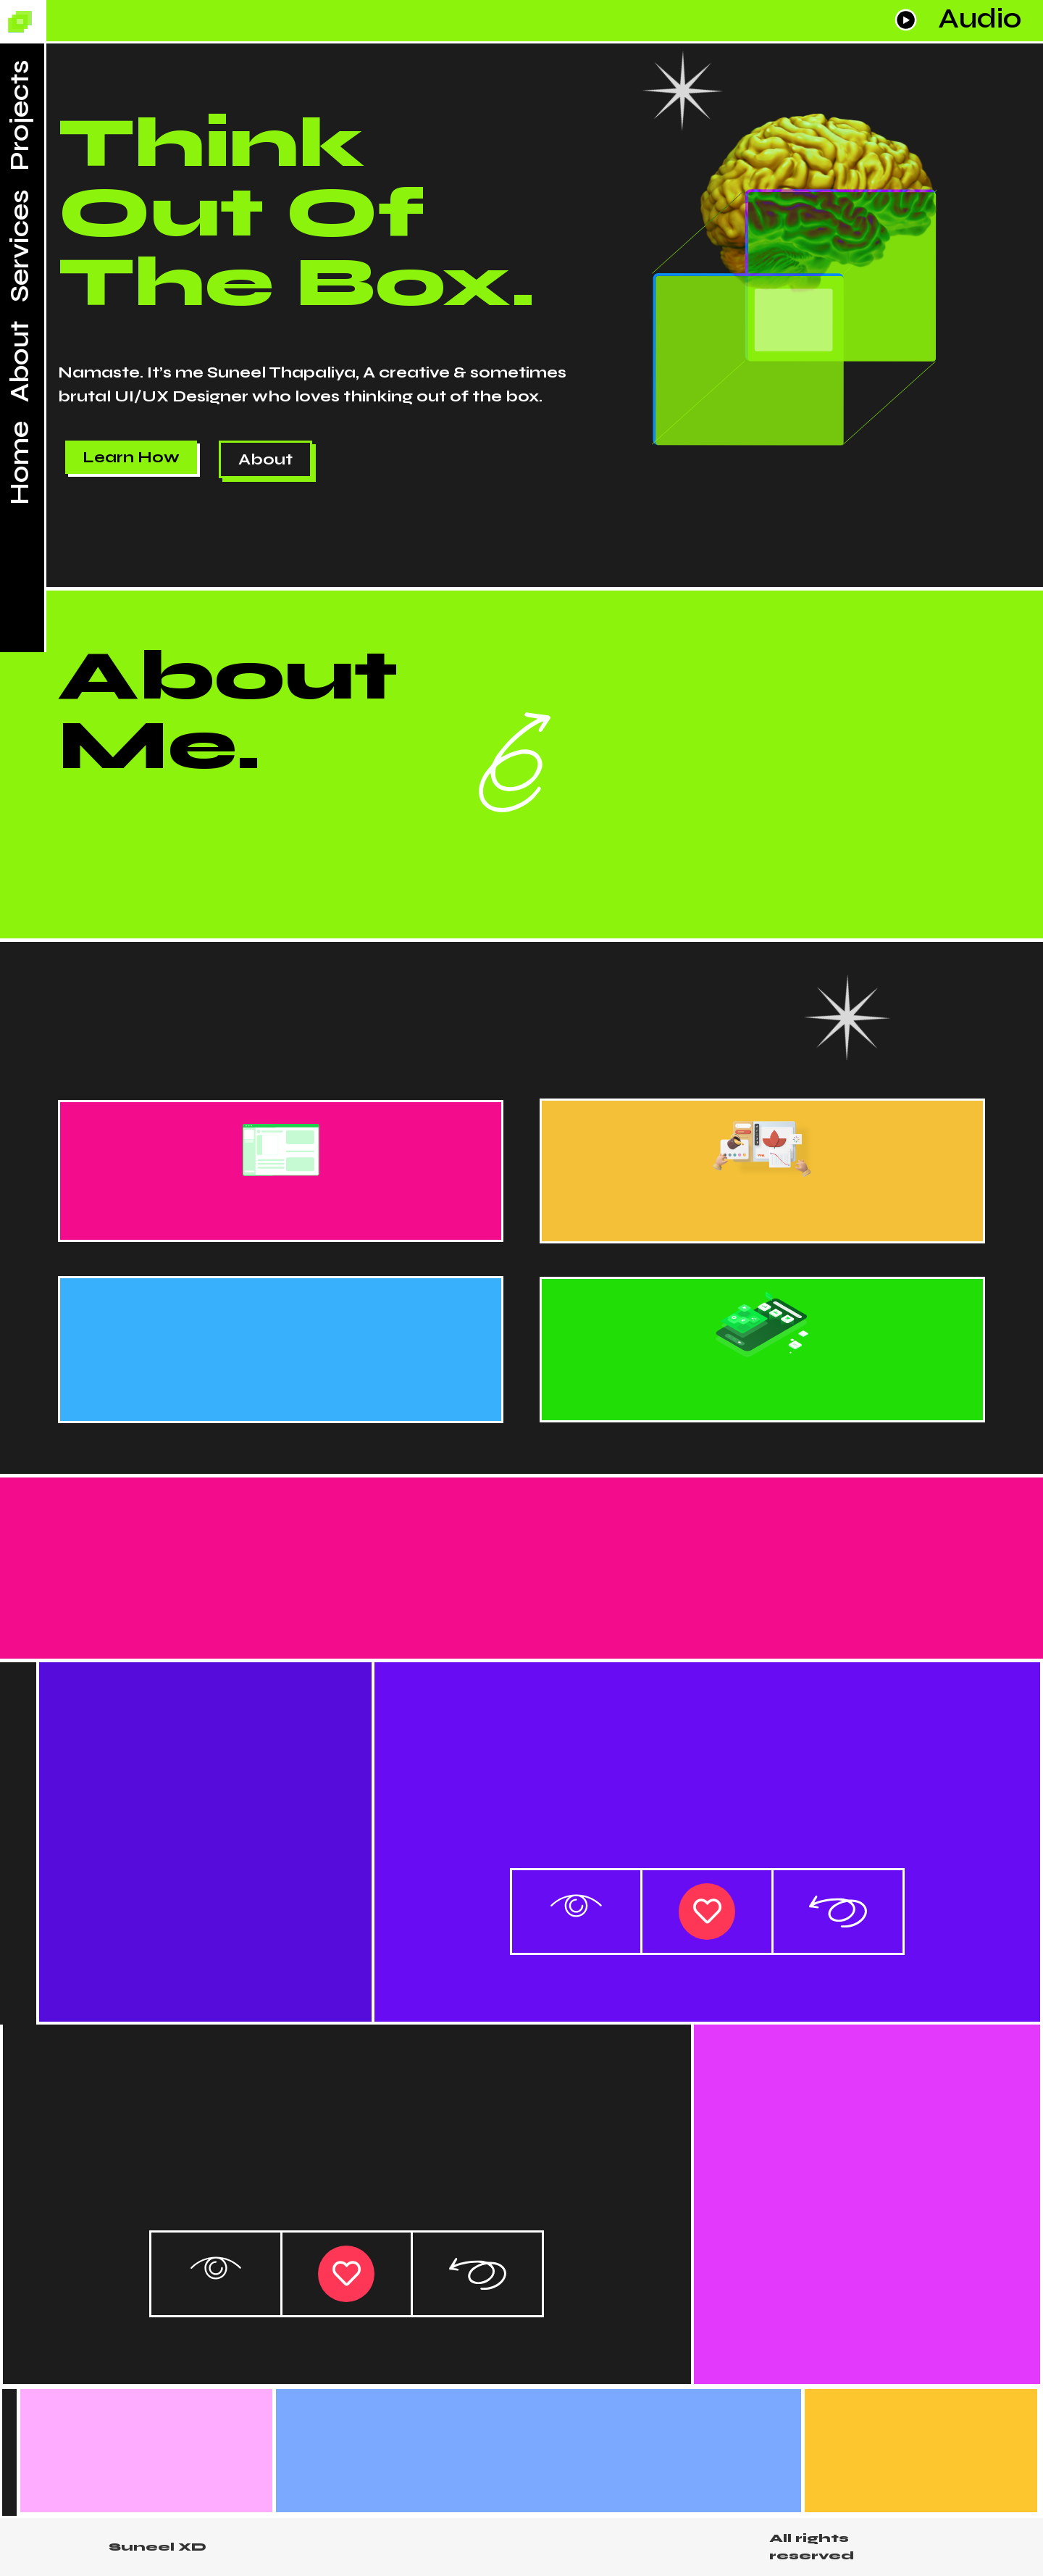 Audio
Projects
Services
About
Home
Think
Out Of
The Box.
Namaste. It's me Suneel Thapaliya, A creative & sometimes
brutal UI/UX Designer who loves thinking out of the box.
Learn How
About
About
Me.
Suneel XD
All rights
reserved